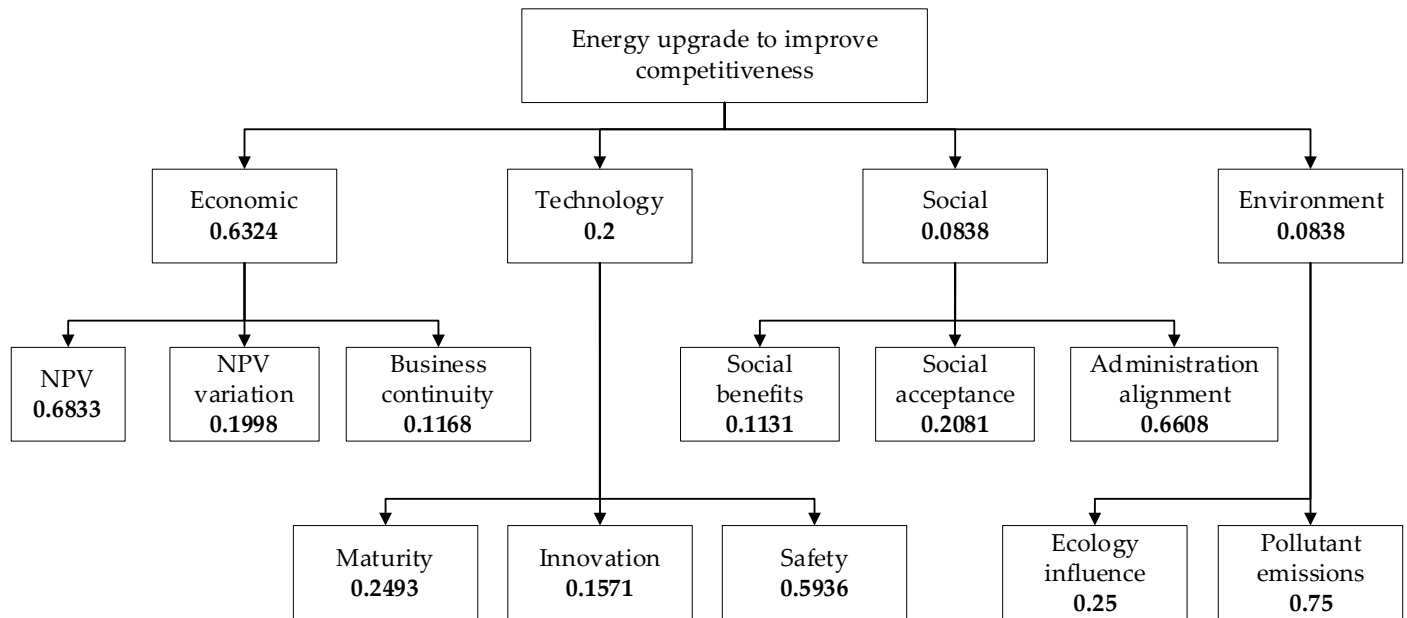 Energy upgrade to improve
competitiveness
Economic
0.6324
Technology
0.2
Social
0.0838
Environment
0.0838
NPV
0.6833
NPV
variation
0.1998
Business
continuity
0.1168
Social
benefits
0.1131
Social
acceptance
0.2081
Administration
alignment
0.6608
Maturity
0.2493
Innovation
0.1571
Safety
0.5936
Ecology
influence
0.25
Pollutant
emissions
0.75